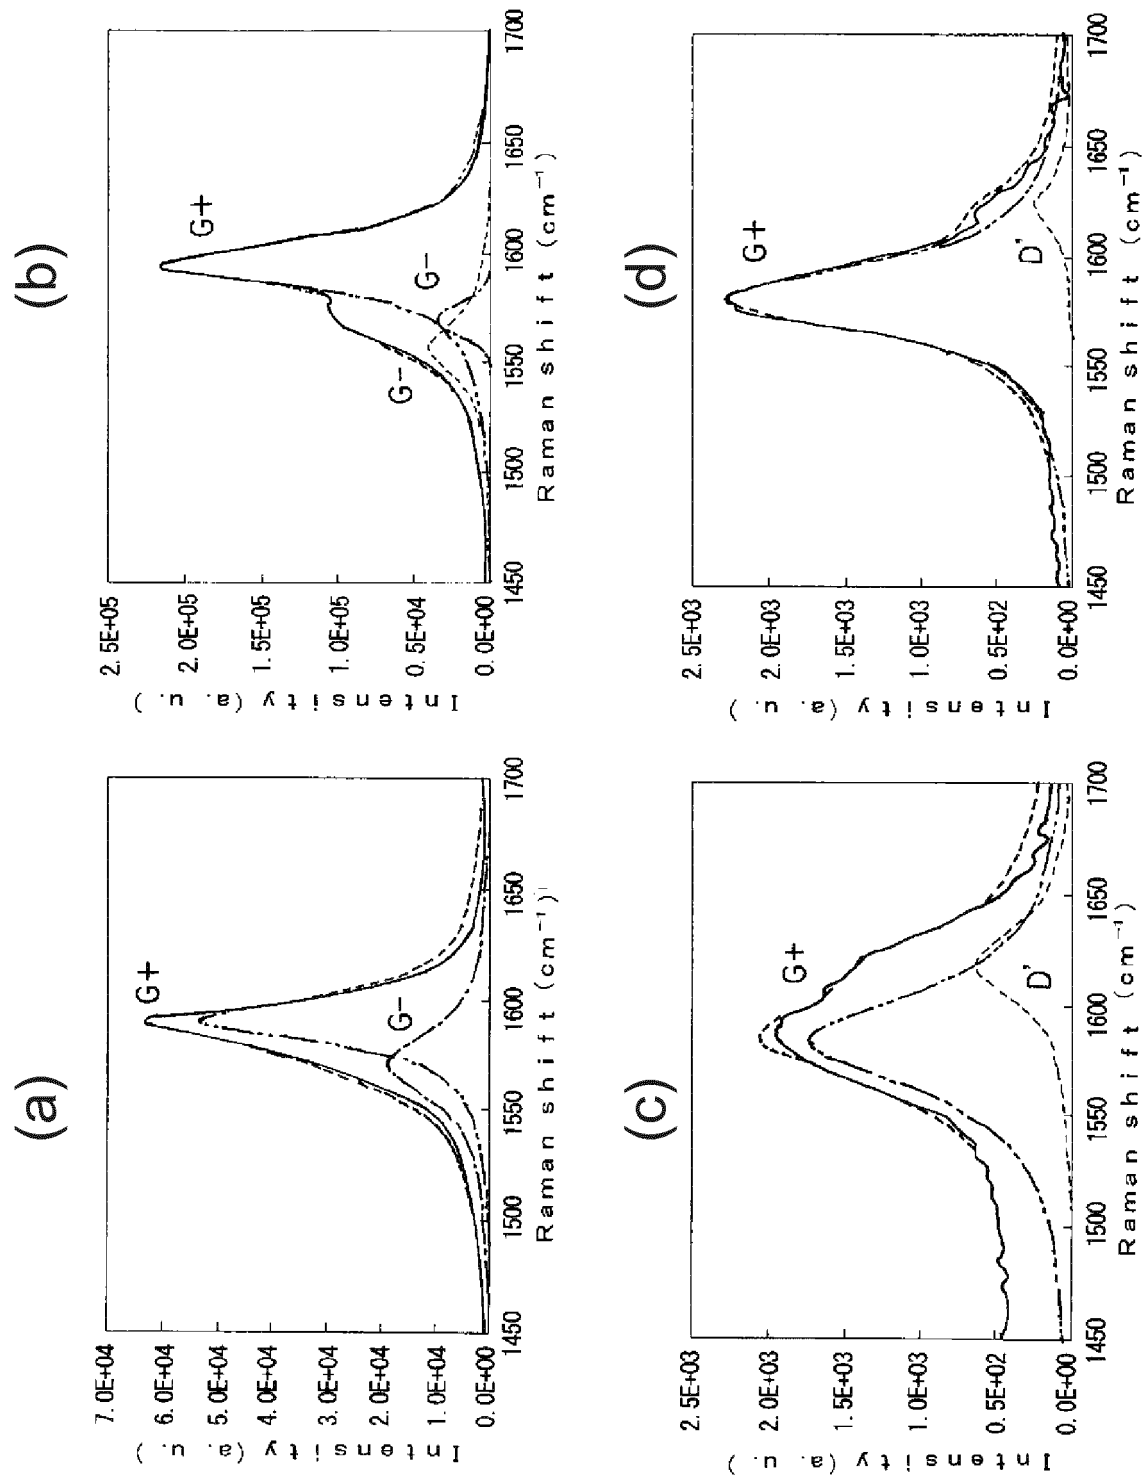 (a)
7.0E+04
6.0E+04
5.0E+04
4.0E+04
3.0E+04
2.0E+04
1.0E+04
0.0E+00
Intensity (a. u. )
G+
G−
1450 1500 1550 1600 1650 1700
Raman shift (cm⁻¹)
(b)
2.5E+05
2.0E+05
1.5E+05
1.0E+05
0.5E+04
0.0E+00
Intensity (a. u. )
G+
G−
G−
1450 1500 1550 1600 1650 1700
Raman shift (cm⁻¹)
(c)
2.5E+03
2.0E+03
1.5E+03
1.0E+03
0.5E+02
0.0E+00
Intensity (a. u. )
G+
D'
1450 1500 1550 1600 1650 1700
Raman shift (cm⁻¹)
(d)
2.5E+03
2.0E+03
1.5E+03
1.0E+03
0.5E+02
0.0E+00
Intensity (a. u. )
G+
D'
1450 1500 1550 1600 1650 1700
Raman shift (cm⁻¹)